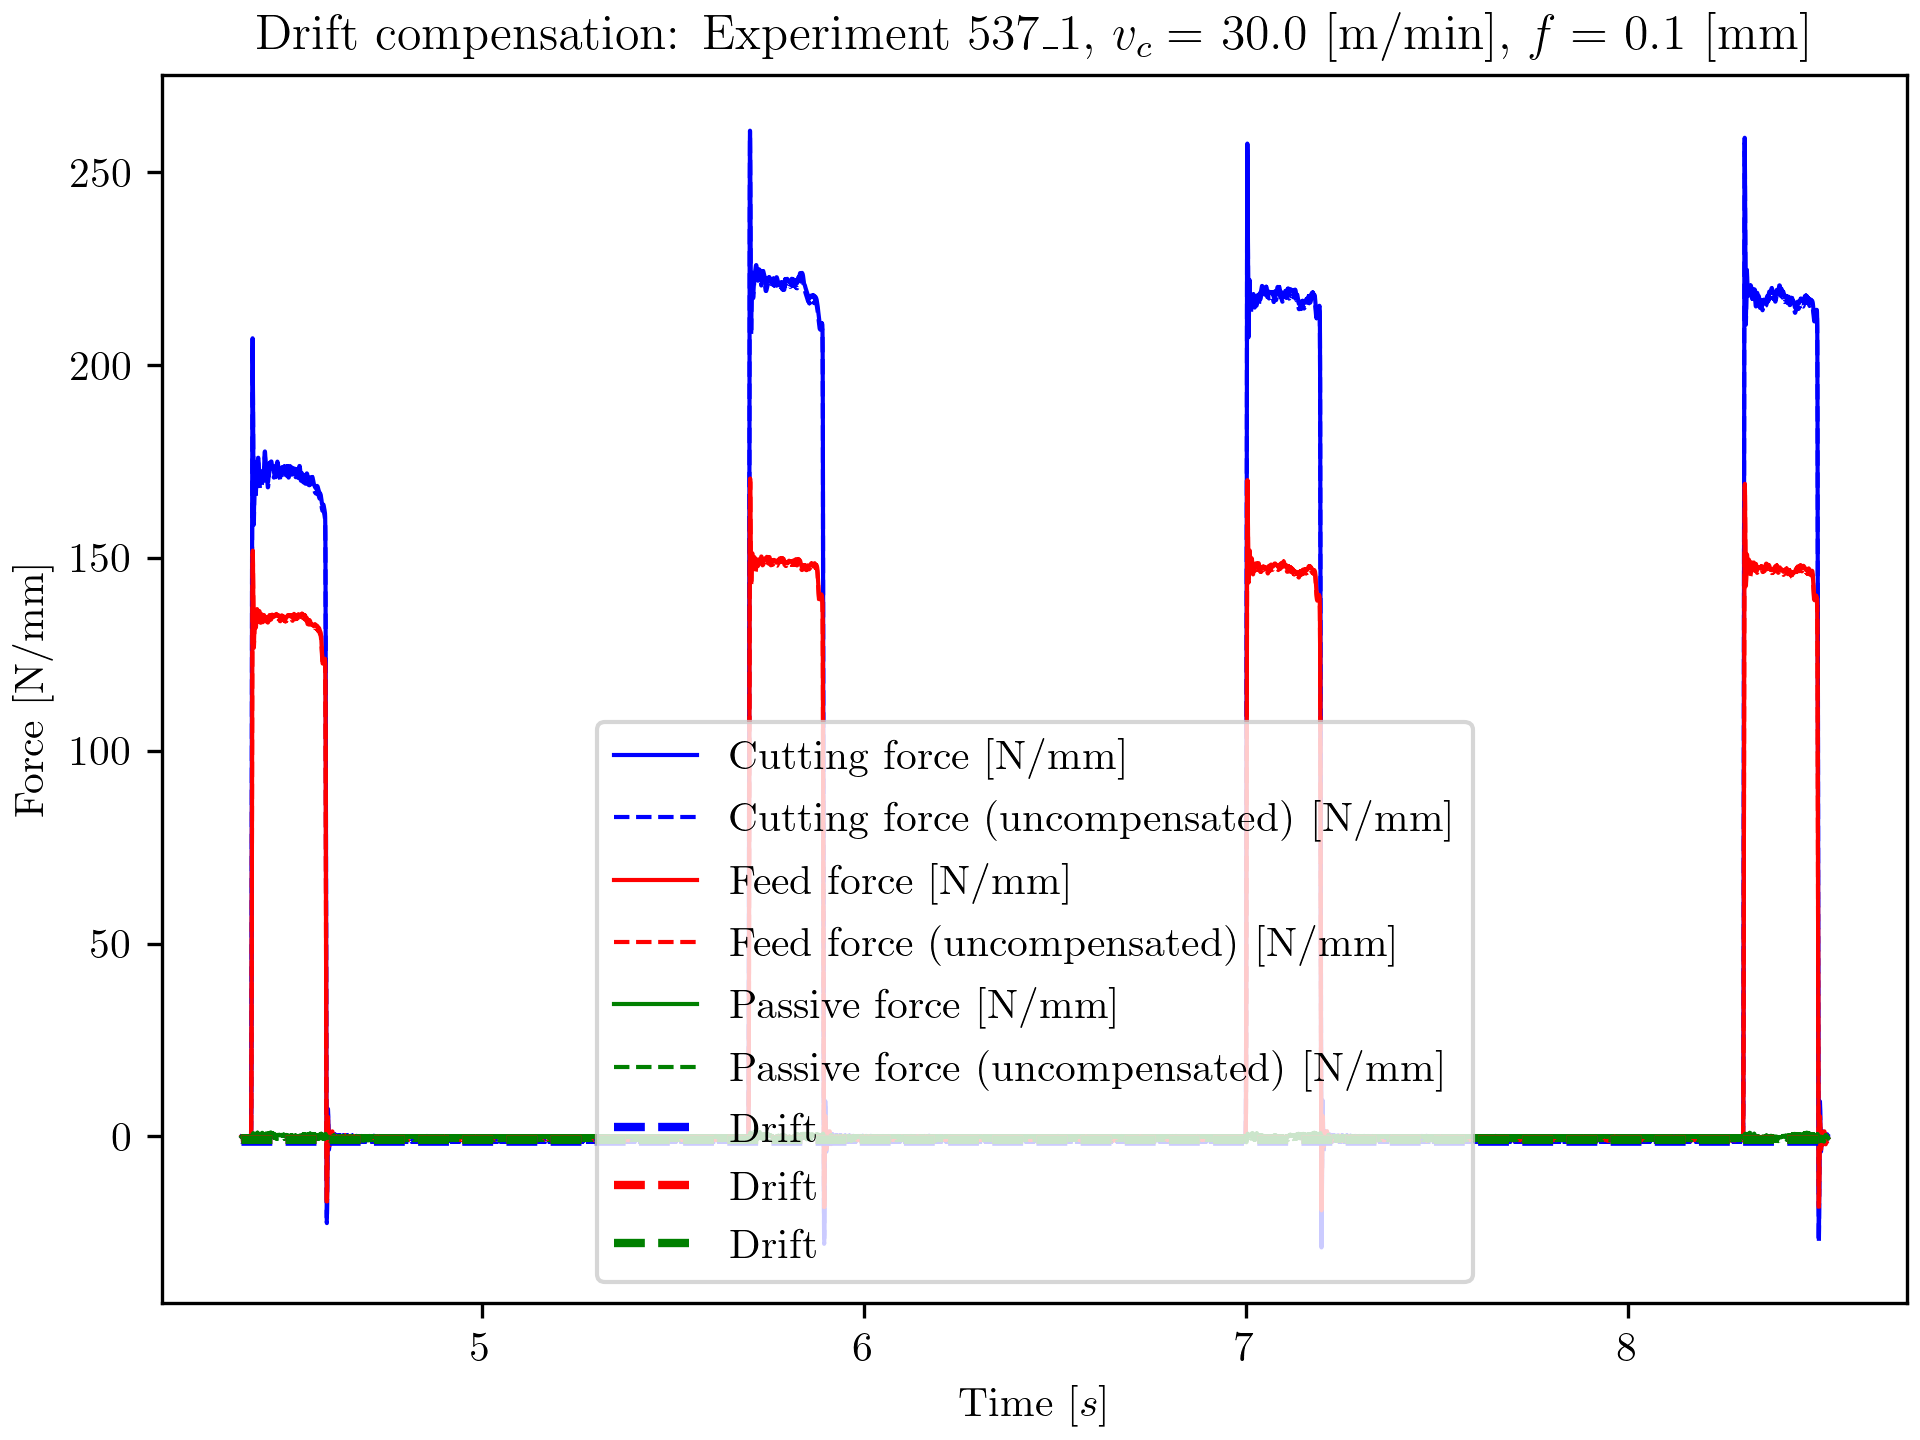 Drift compensation: Experiment 537_1, v_c = 30.0 [m/min], f = 0.1 [mm]
Force [N/mm]
250
200
150
100
50
0
Cutting force [N/mm]
Cutting force (uncompensated) [N/mm]
Feed force [N/mm]
Feed force (uncompensated) [N/mm]
Passive force [N/mm]
Passive force (uncompensated) [N/mm]
Drift
Drift
Drift
5 6 7 8
Time [s]